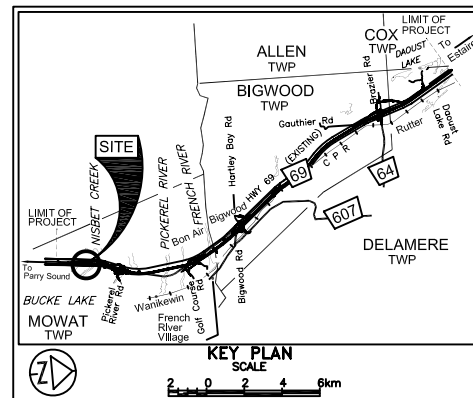 LIMIT OF
PROJECT
COX
TWP
DAOUST
LAKE
To
Estaire
ALLEN
TWP
BIGWOOD
TWP
Brazier Rd
Gauthier Rd
Hartley Bay Rd
(EXISTING)
HWY 69
69
C P R
Rutter
Daoust
Lake Rd
64
607
SITE
NISBET CREEK
PICKEREL RIVER
FRENCH RIVER
Bon Air
Bigwood
LIMIT OF
PROJECT
To
Parry Sound
BUCKE LAKE
MOWAT
TWP
Pickerel
River Rd
Wanikewin
French
River
Village
Golf Course
Rd
Bigwood Rd
DELAMERE
TWP
KEY PLAN
SCALE
Z
2 0 2 4 6km